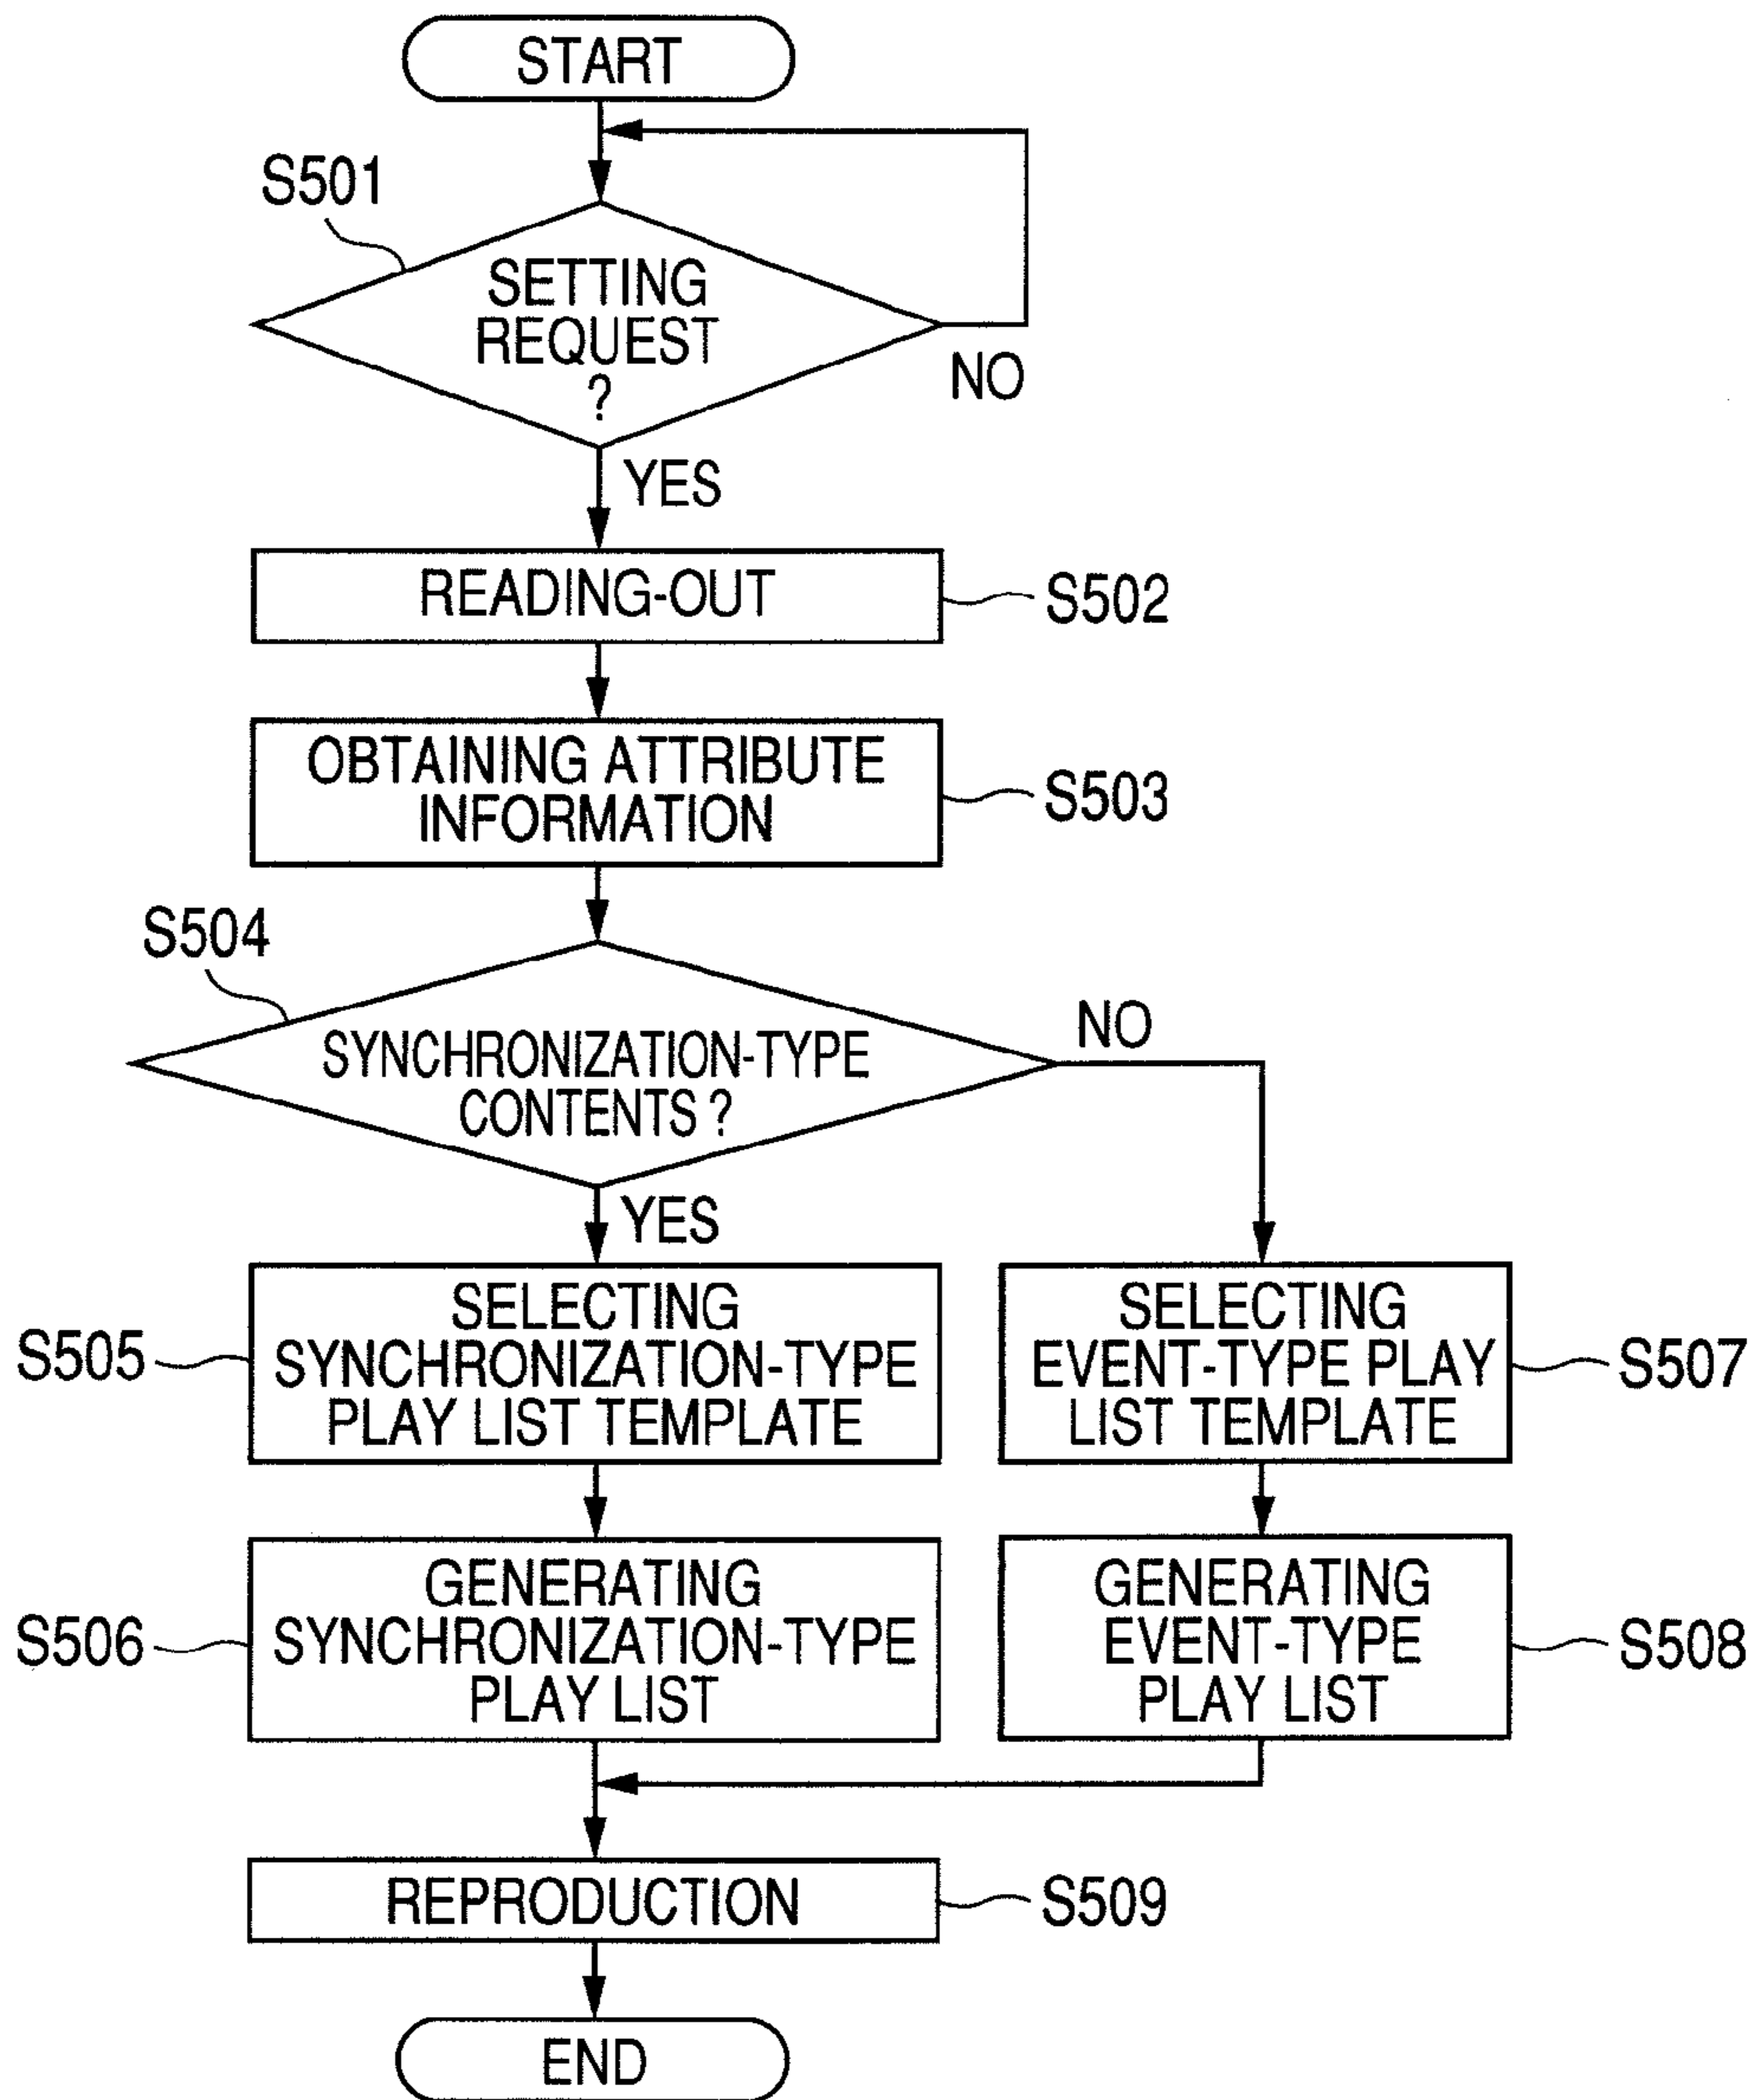 START
S501
SETTING
REQUEST
?
NO
YES
READING-OUT
S502
OBTAINING ATTRIBUTE
INFORMATION
S503
S504
SYNCHRONIZATION-TYPE
CONTENTS ?
NO
YES
SELECTING
SYNCHRONIZATION-TYPE
PLAY LIST TEMPLATE
S505
SELECTING
EVENT-TYPE PLAY
LIST TEMPLATE
S507
GENERATING
SYNCHRONIZATION-TYPE
PLAY LIST
S506
GENERATING
EVENT-TYPE
PLAY LIST
S508
REPRODUCTION
S509
END